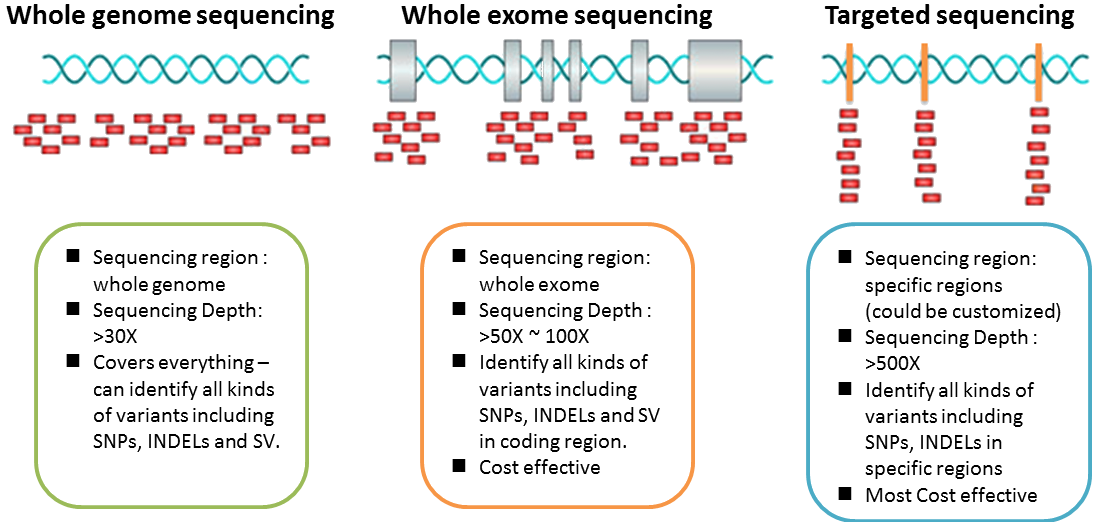 Whole genome sequencing
Whole exome sequencing
Targeted sequencing
■ Sequencing region :
whole genome
■ Sequencing Depth:
>30X
■ Covers everything –
can identify all kinds
of variants including
SNPs, INDELs and SV.
■ Sequencing region:
whole exome
■ Sequencing Depth :
>50X ~ 100X
■ Identify all kinds of
variants including
SNPs, INDELs and SV
in coding region.
■ Cost effective
■ Sequencing region:
specific regions
(could be customized)
■ Sequencing Depth :
>500X
■ Identify all kinds of
variants including
SNPs, INDELs in
specific regions
■ Most Cost effective